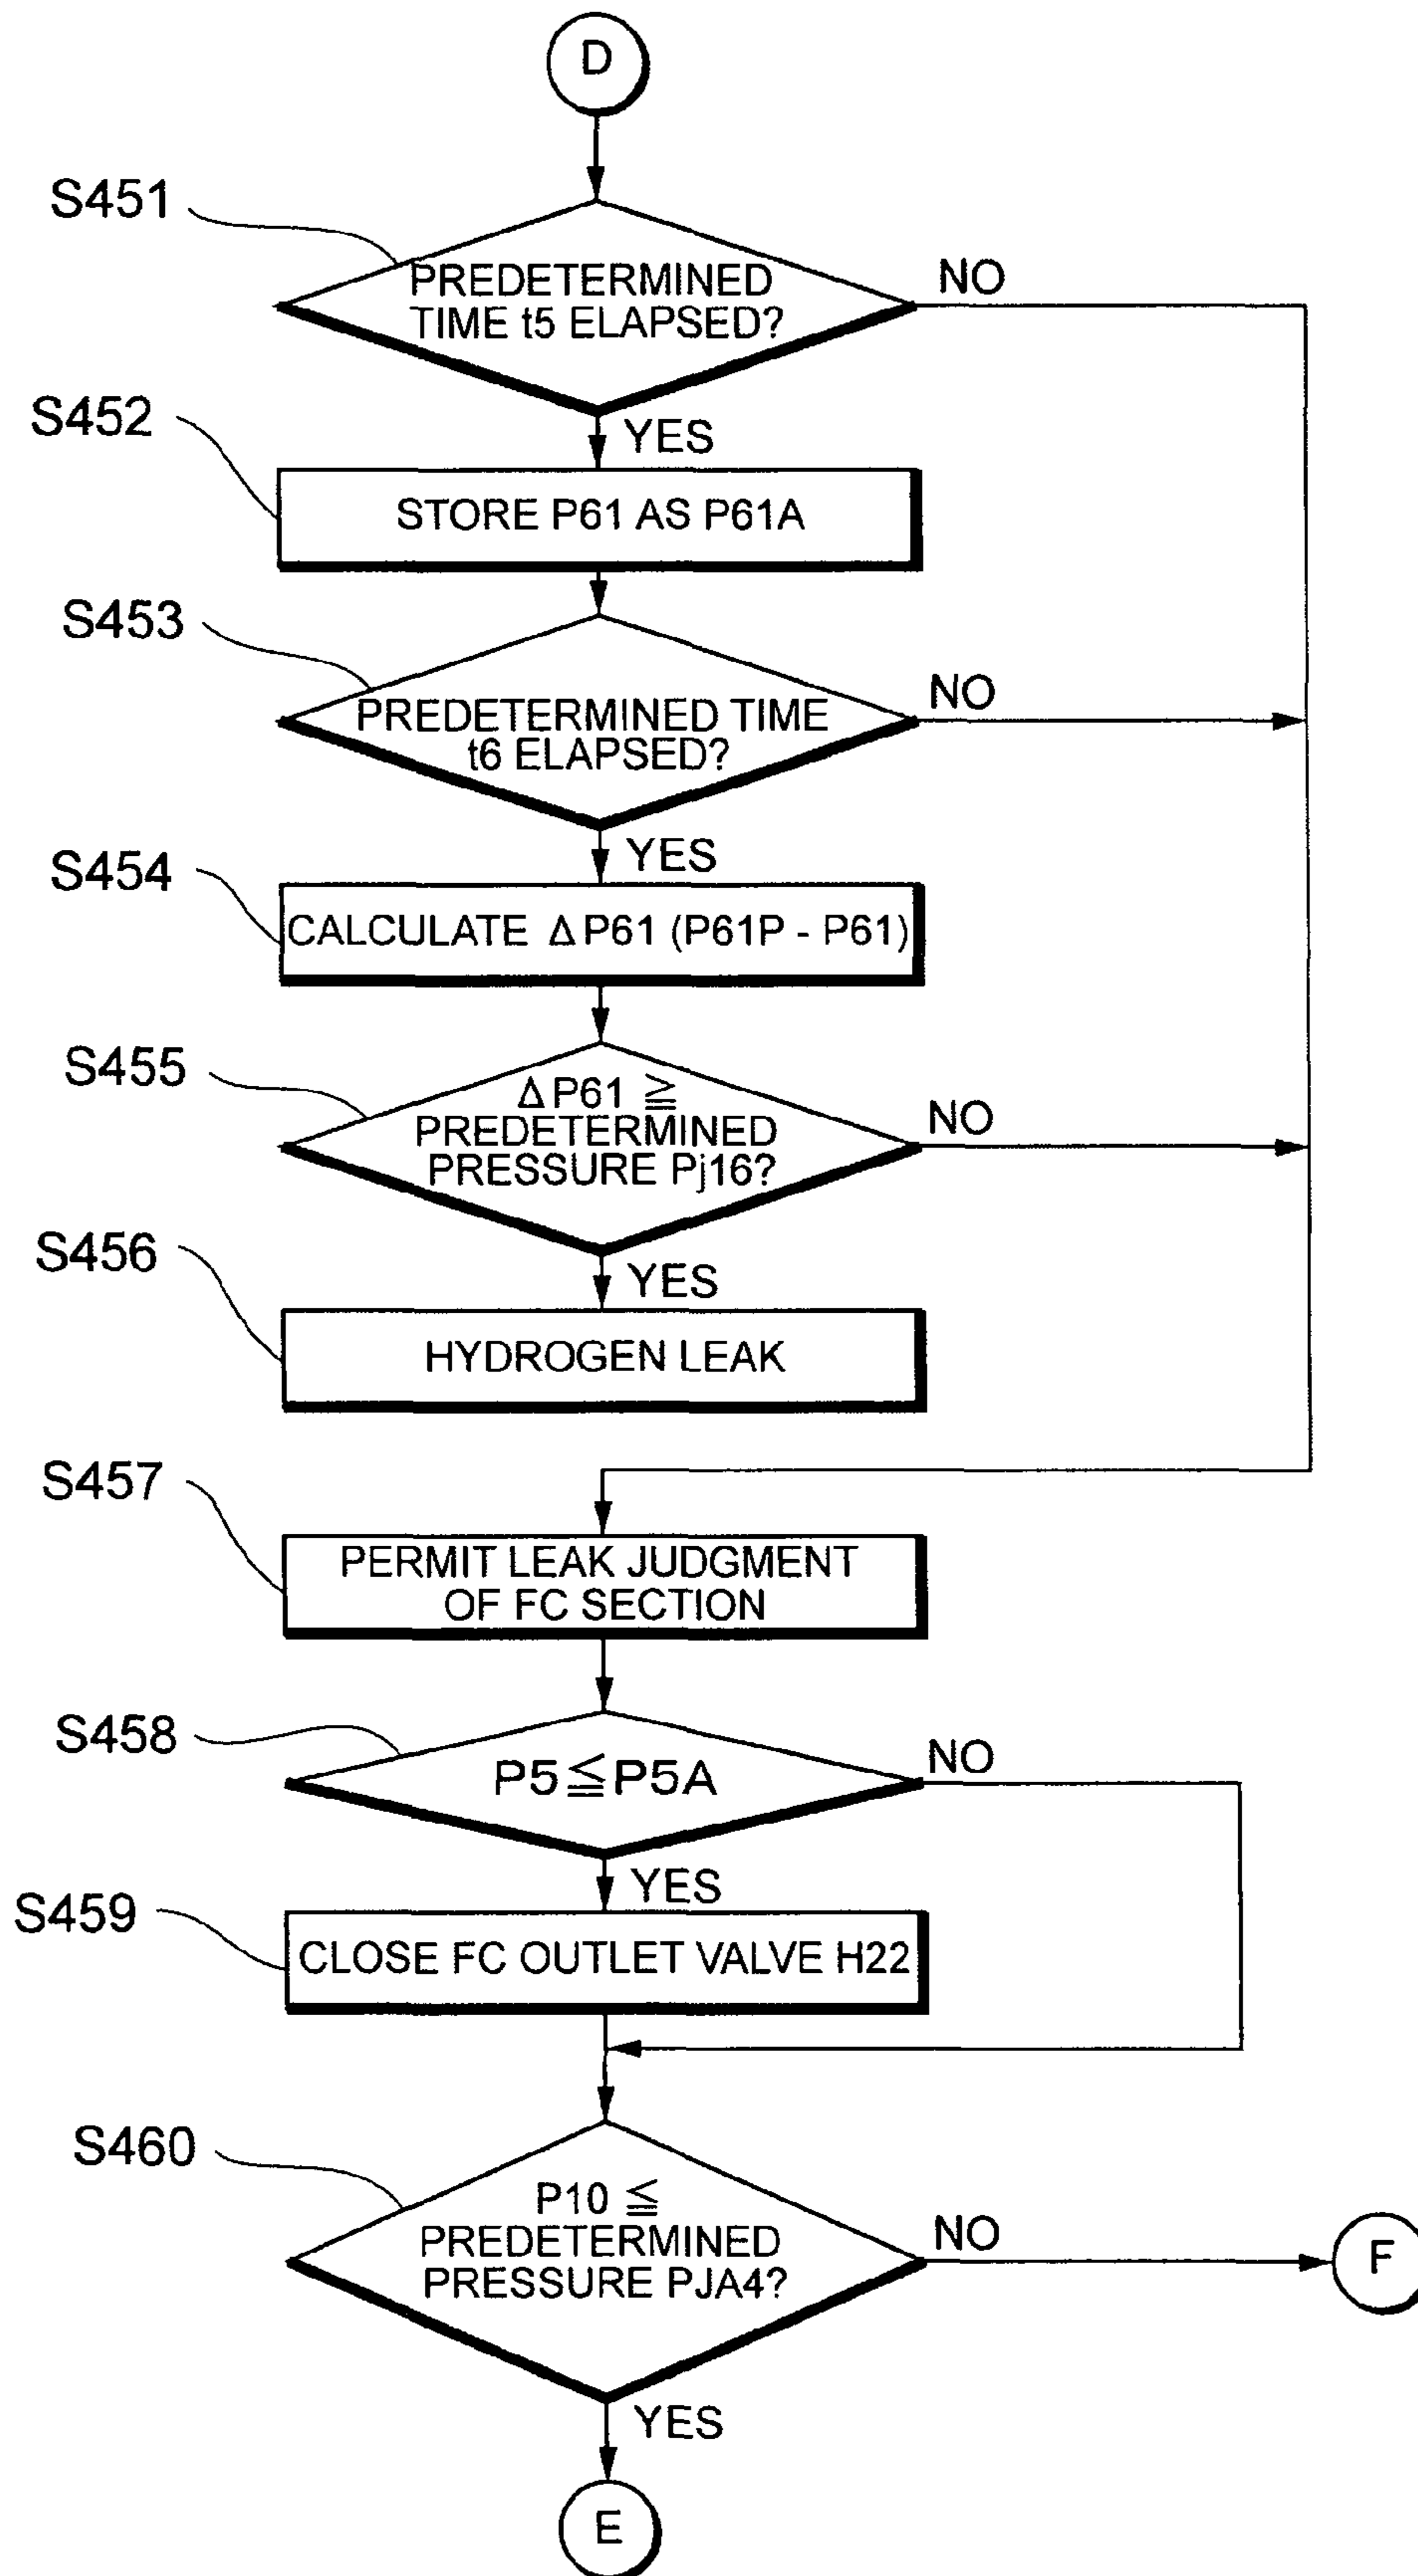 D
S451
PREDETERMINED
TIME t5 ELAPSED?
NO
YES
S452
STORE P61 AS P61A
S453
PREDETERMINED TIME
t6 ELAPSED?
NO
YES
S454
CALCULATE Δ P61 (P61P - P61)
S455
Δ P61 ≧
PREDETERMINED
PRESSURE Pj16?
NO
YES
S456
HYDROGEN LEAK
S457
PERMIT LEAK JUDGMENT
OF FC SECTION
S458
P5≦P5A
NO
YES
S459
CLOSE FC OUTLET VALVE H22
S460
P10 ≦
PREDETERMINED
PRESSURE PJA4?
NO
F
YES
E